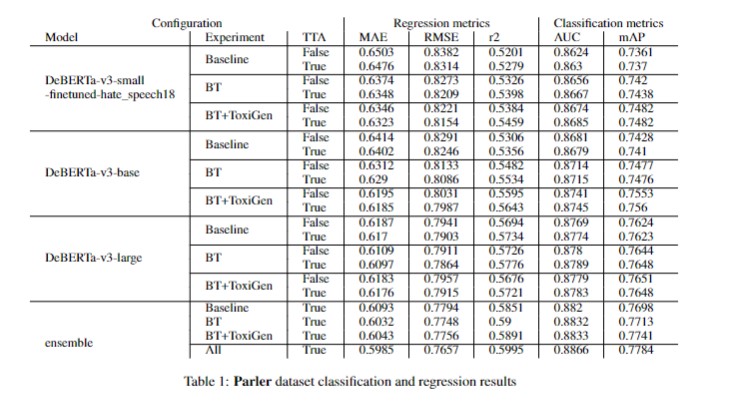 Configuration Regression metrics Classification metrics
Model Experiment TTA MAE RMSE r2 AUC mAP
DeBERTa-v3-small
-finetuned-hate_speech18
Baseline False 0.6503 0.8382 0.5201 0.8624 0.7361
True 0.6476 0.8314 0.5279 0.863 0.737
BT False 0.6374 0.8273 0.5326 0.8656 0.742
True 0.6348 0.8209 0.5398 0.8667 0.7438
BT+ToxiGen False 0.6346 0.8221 0.5384 0.8674 0.7482
True 0.6323 0.8154 0.5459 0.8685 0.7482
DeBERTa-v3-base
Baseline False 0.6414 0.8291 0.5306 0.8681 0.7428
True 0.6402 0.8246 0.5356 0.8679 0.741
BT False 0.6312 0.8133 0.5482 0.8714 0.7477
True 0.629 0.8086 0.5534 0.8715 0.7476
BT+ToxiGen False 0.6195 0.8031 0.5595 0.8741 0.7553
True 0.6185 0.7987 0.5643 0.8745 0.756
DeBERTa-v3-large
Baseline False 0.6187 0.7941 0.5694 0.8769 0.7624
True 0.617 0.7903 0.5734 0.8774 0.7623
BT False 0.6109 0.7911 0.5726 0.878 0.7644
True 0.6097 0.7864 0.5776 0.8789 0.7648
BT+ToxiGen False 0.6183 0.7957 0.5676 0.8779 0.7651
True 0.6176 0.7915 0.5721 0.8783 0.7648
ensemble
Baseline True 0.6093 0.7794 0.5851 0.882 0.7698
BT True 0.6032 0.7748 0.59 0.8832 0.7713
BT+ToxiGen True 0.6043 0.7756 0.5891 0.8833 0.7741
All True 0.5985 0.7657 0.5995 0.8866 0.7784
Table 1: Parler dataset classification and regression results